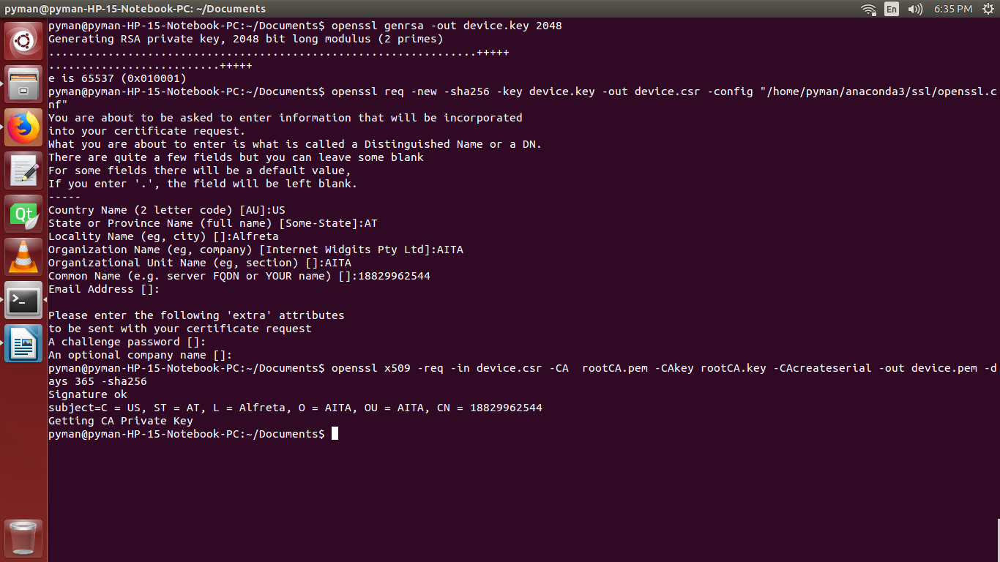 pyman@pyman-HP-15-Notebook-PC: ~/Documents
En
6:35 PM
pyman@pyman-HP-15-Notebook-PC:~/Documents$ openssl genrsa -out device.key 2048
Generating RSA private key, 2048 bit long modulus (2 primes)
.................................................................+++++
..........................+++++
e is 65537 (0x010001)
pyman@pyman-HP-15-Notebook-PC:~/Documents$ openssl req -new -sha256 -key device.key -out device.csr -config "/home/pyman/anaconda3/ssl/openssl.c
nf"
You are about to be asked to enter information that will be incorporated
into your certificate request.
What you are about to enter is what is called a Distinguished Name or a DN.
There are quite a few fields but you can leave some blank
For some fields there will be a default value,
If you enter '.', the field will be left blank.
-----
Country Name (2 letter code) [AU]:US
State or Province Name (full name) [Some-State]:AT
Locality Name (eg, city) []:Alfreta
Organization Name (eg, company) [Internet Widgits Pty Ltd]:AITA
Organizational Unit Name (eg, section) []:AITA
Common Name (e.g. server FQDN or YOUR name) []:18829962544
Email Address []:
Please enter the following 'extra' attributes
to be sent with your certificate request
A challenge password []:
An optional company name []:
pyman@pyman-HP-15-Notebook-PC:~/Documents$ openssl x509 -req -in device.csr -CA  rootCA.pem -CAkey rootCA.key -CAcreateserial -out device.pem -d
ays 365 -sha256
Signature ok
subject=C = US, ST = AT, L = Alfreta, O = AITA, OU = AITA, CN = 18829962544
Getting CA Private Key
pyman@pyman-HP-15-Notebook-PC:~/Documents$
Qt